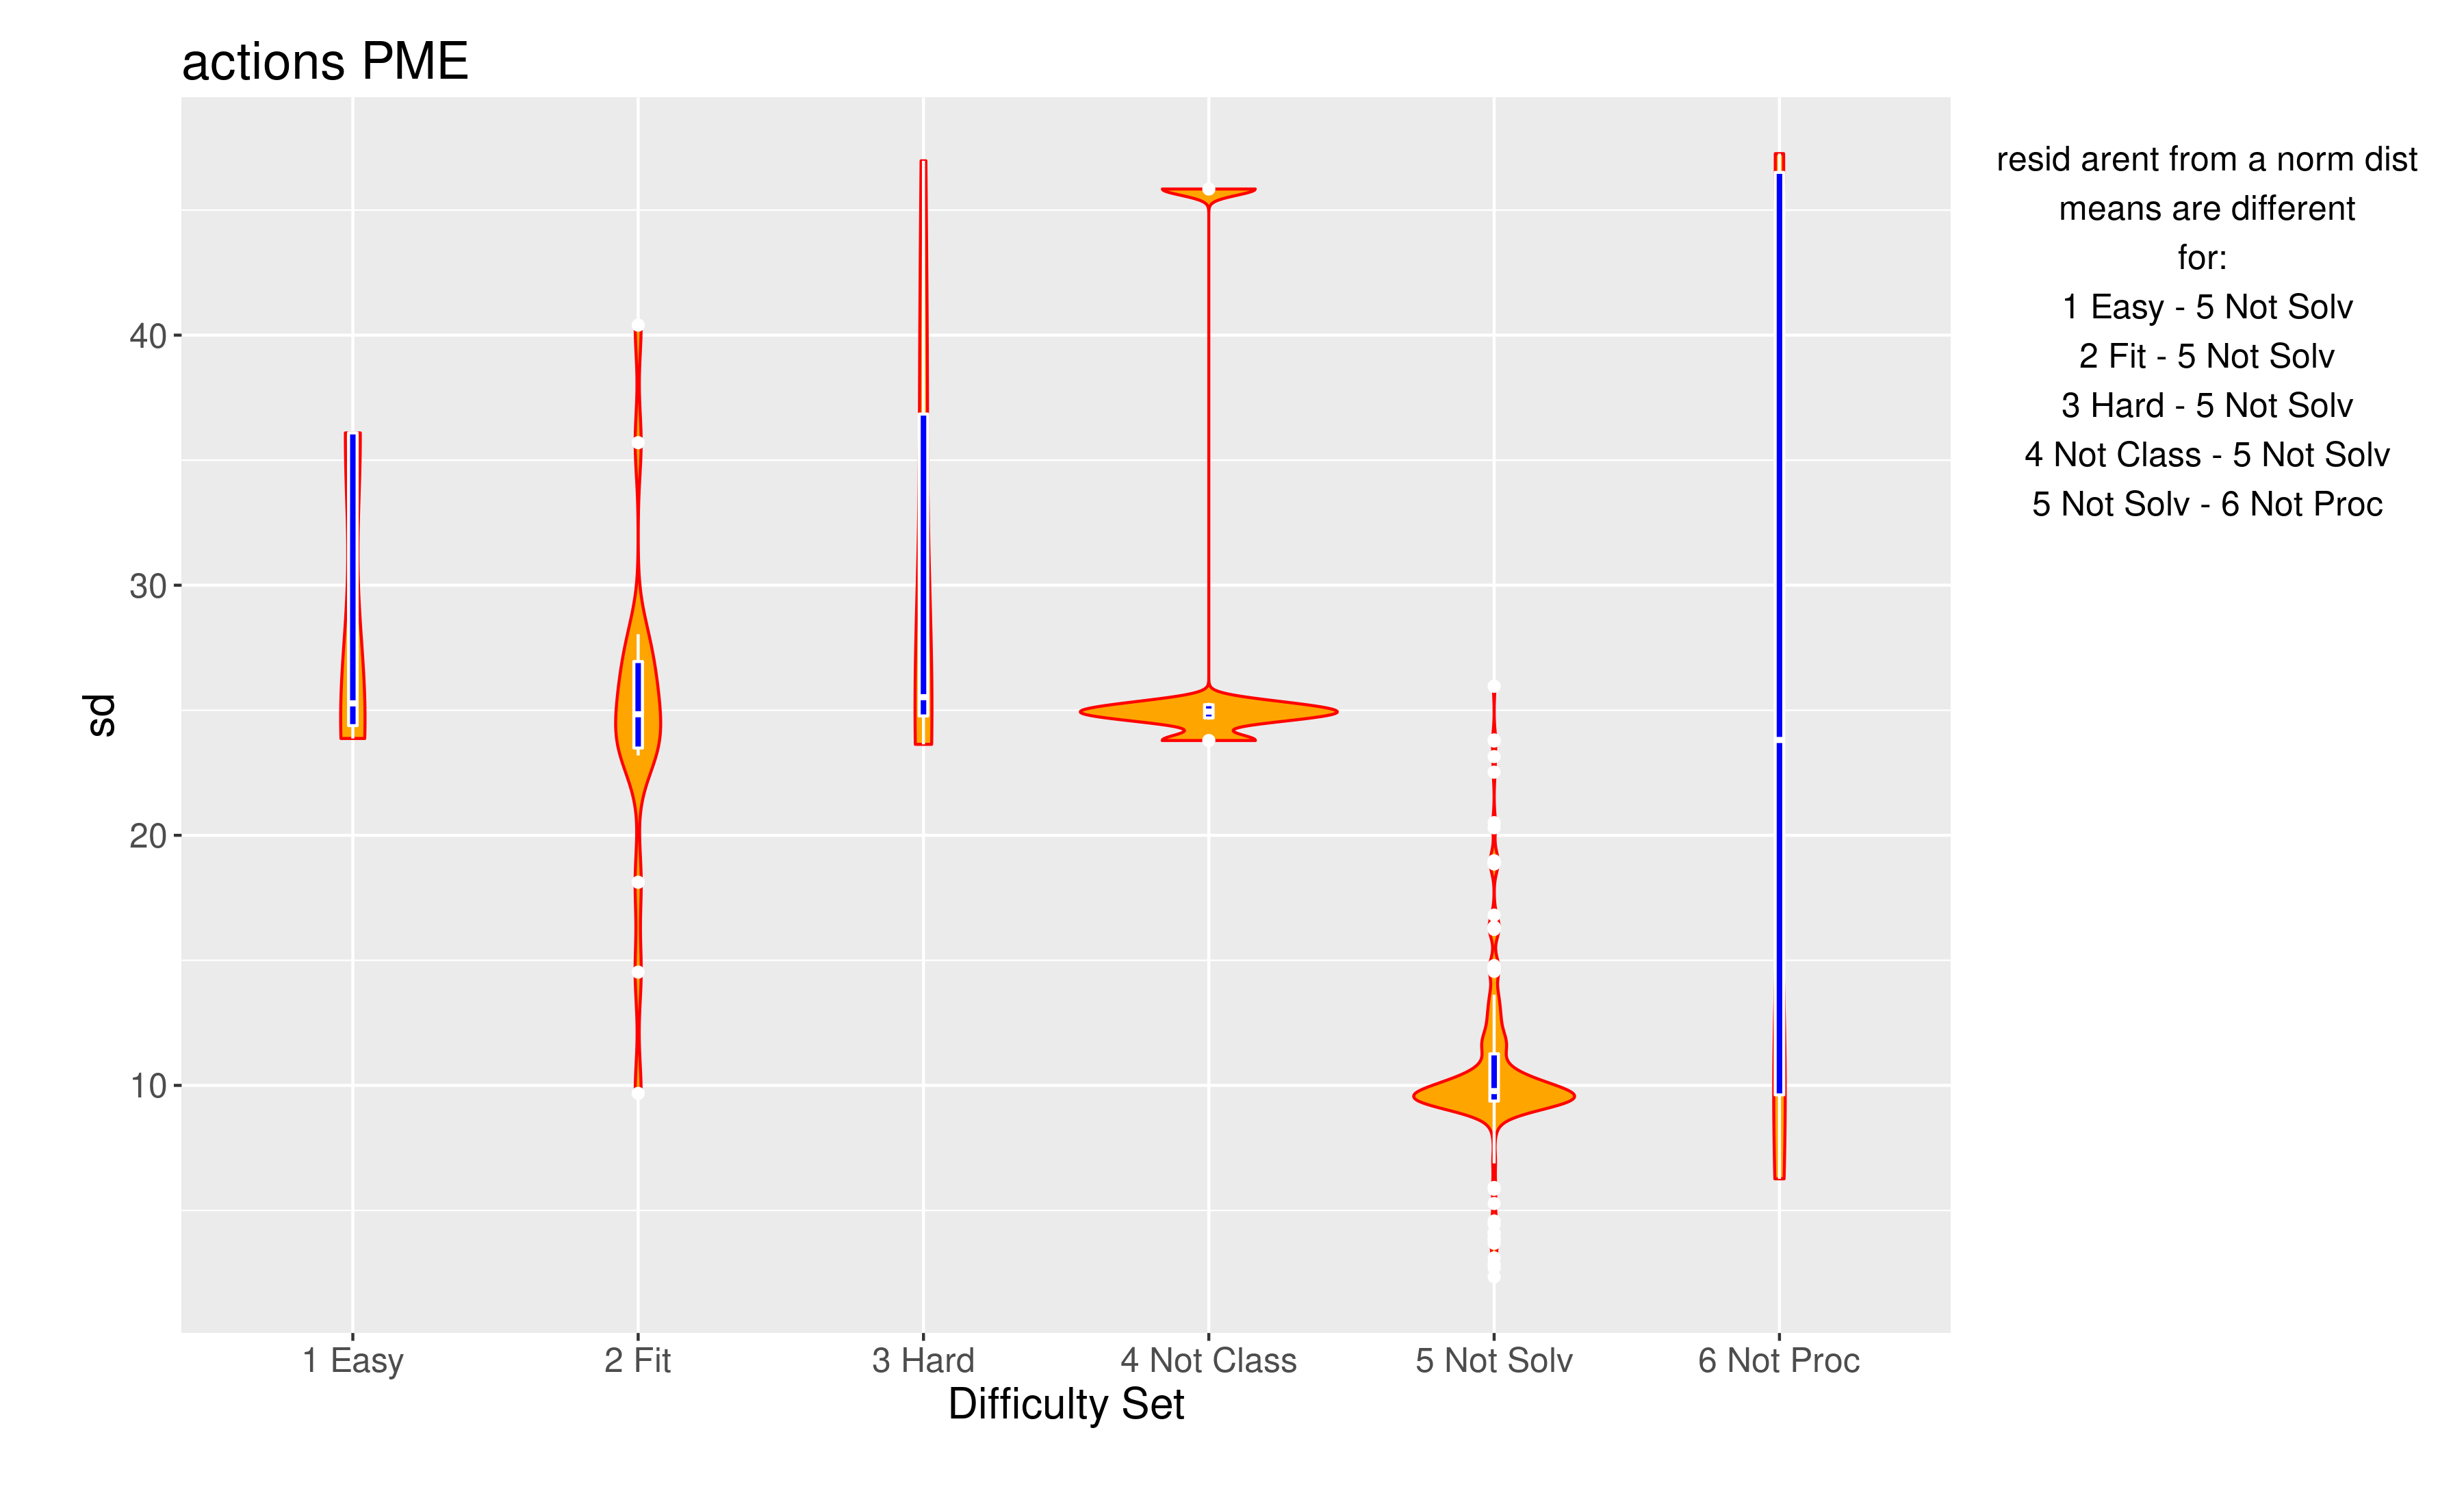 actions PME
resid arent from a norm dist
means are different
for:
1 Easy - 5 Not Solv
2 Fit - 5 Not Solv
3 Hard - 5 Not Solv
4 Not Class - 5 Not Solv
5 Not Solv - 6 Not Proc
sd
40
30
20
10
1 Easy
2 Fit
3 Hard
4 Not Class
5 Not Solv
6 Not Proc
Difficulty Set